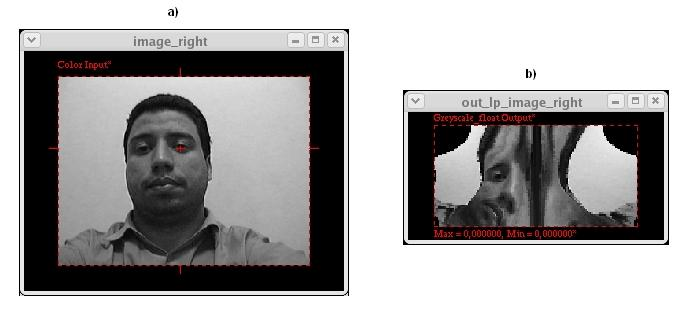 a)
image_right
Color Input*
b)
out_lp_image_right
Greyscale_float Output*
Max = 0,000000, Min = 0,000000*